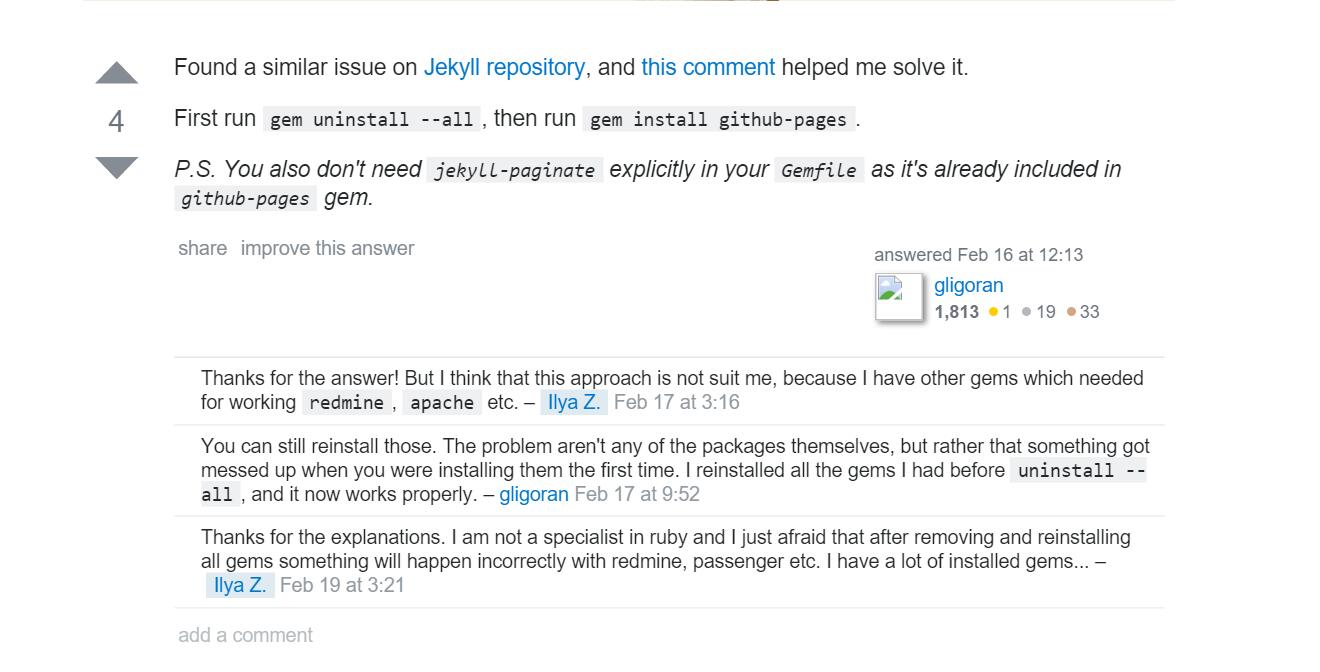 Found a similar issue on Jekyll repository, and this comment helped me solve it.
4
First run gem uninstall --all , then run gem install github-pages .
P.S. You also don't need jekyll-paginate explicitly in your Gemfile as it's already included in
github-pages gem.
share improve this answer
answered Feb 16 at 12:13
gligoran
1,813 1 19 33
Thanks for the answer! But I think that this approach is not suit me, because I have other gems which needed
for working redmine , apache etc. – Ilya Z. Feb 17 at 3:16
You can still reinstall those. The problem aren't any of the packages themselves, but rather that something got
messed up when you were installing them the first time. I reinstalled all the gems I had before uninstall --
all , and it now works properly. – gligoran Feb 17 at 9:52
Thanks for the explanations. I am not a specialist in ruby and I just afraid that after removing and reinstalling
all gems something will happen incorrectly with redmine, passenger etc. I have a lot of installed gems... –
Ilya Z. Feb 19 at 3:21
add a comment